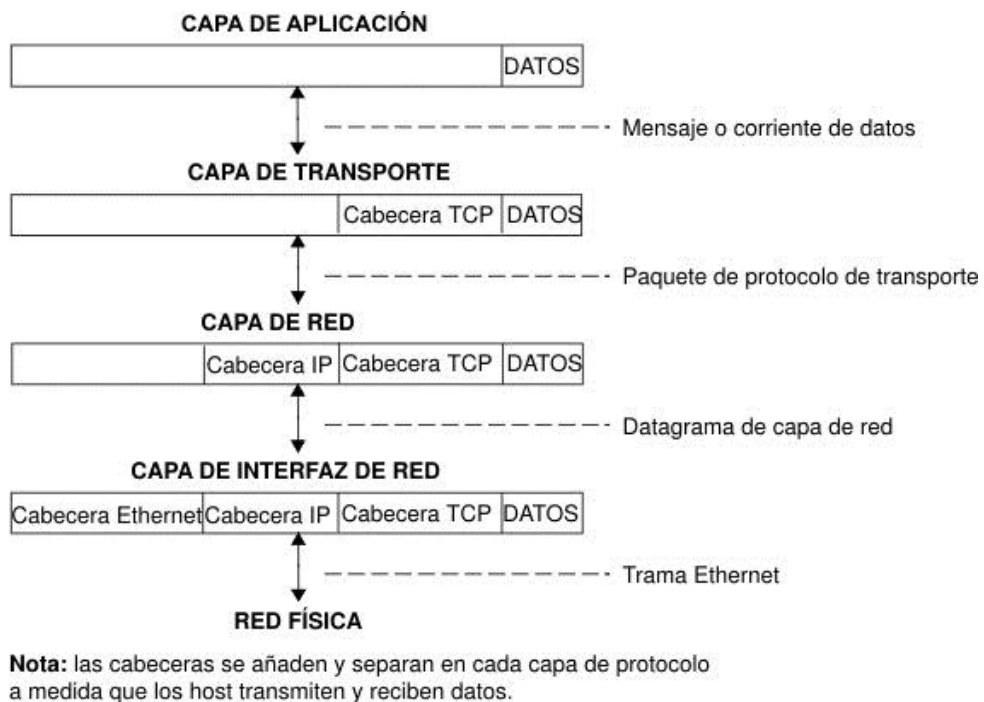 CAPA DE APLICACIÓN
DATOS
Mensaje o corriente de datos
CAPA DE TRANSPORTE
Cabecera TCP DATOS
Paquete de protocolo de transporte
CAPA DE RED
Cabecera IP Cabecera TCP DATOS
Datagrama de capa de red
CAPA DE INTERFAZ DE RED
Cabecera Ethernet Cabecera IP Cabecera TCP DATOS
Trama Ethernet
RED FÍSICA
Nota: las cabeceras se añaden y separan en cada capa de protocolo
a medida que los host transmiten y reciben datos.